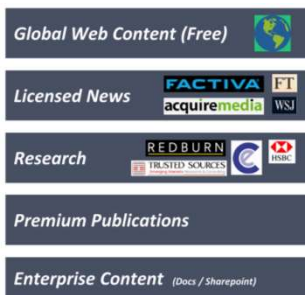 Global Web Content (Free)
Licensed News
FACTIVA
FT
acquiremedia
WSJ
Research
REDBURN
TRUSTED SOURCES
HSBC
Premium Publications
Enterprise Content (Docs / Sharepoint)